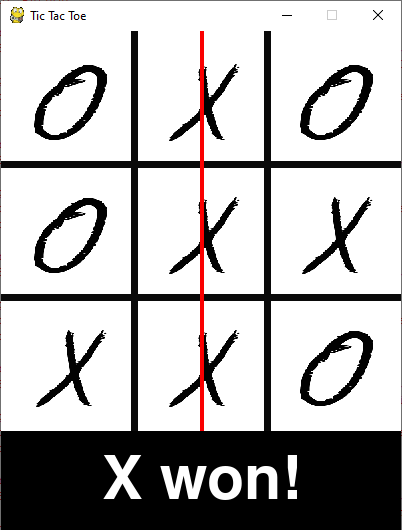 Tic Tac Toe
O X O
O X X
X X O
X won!